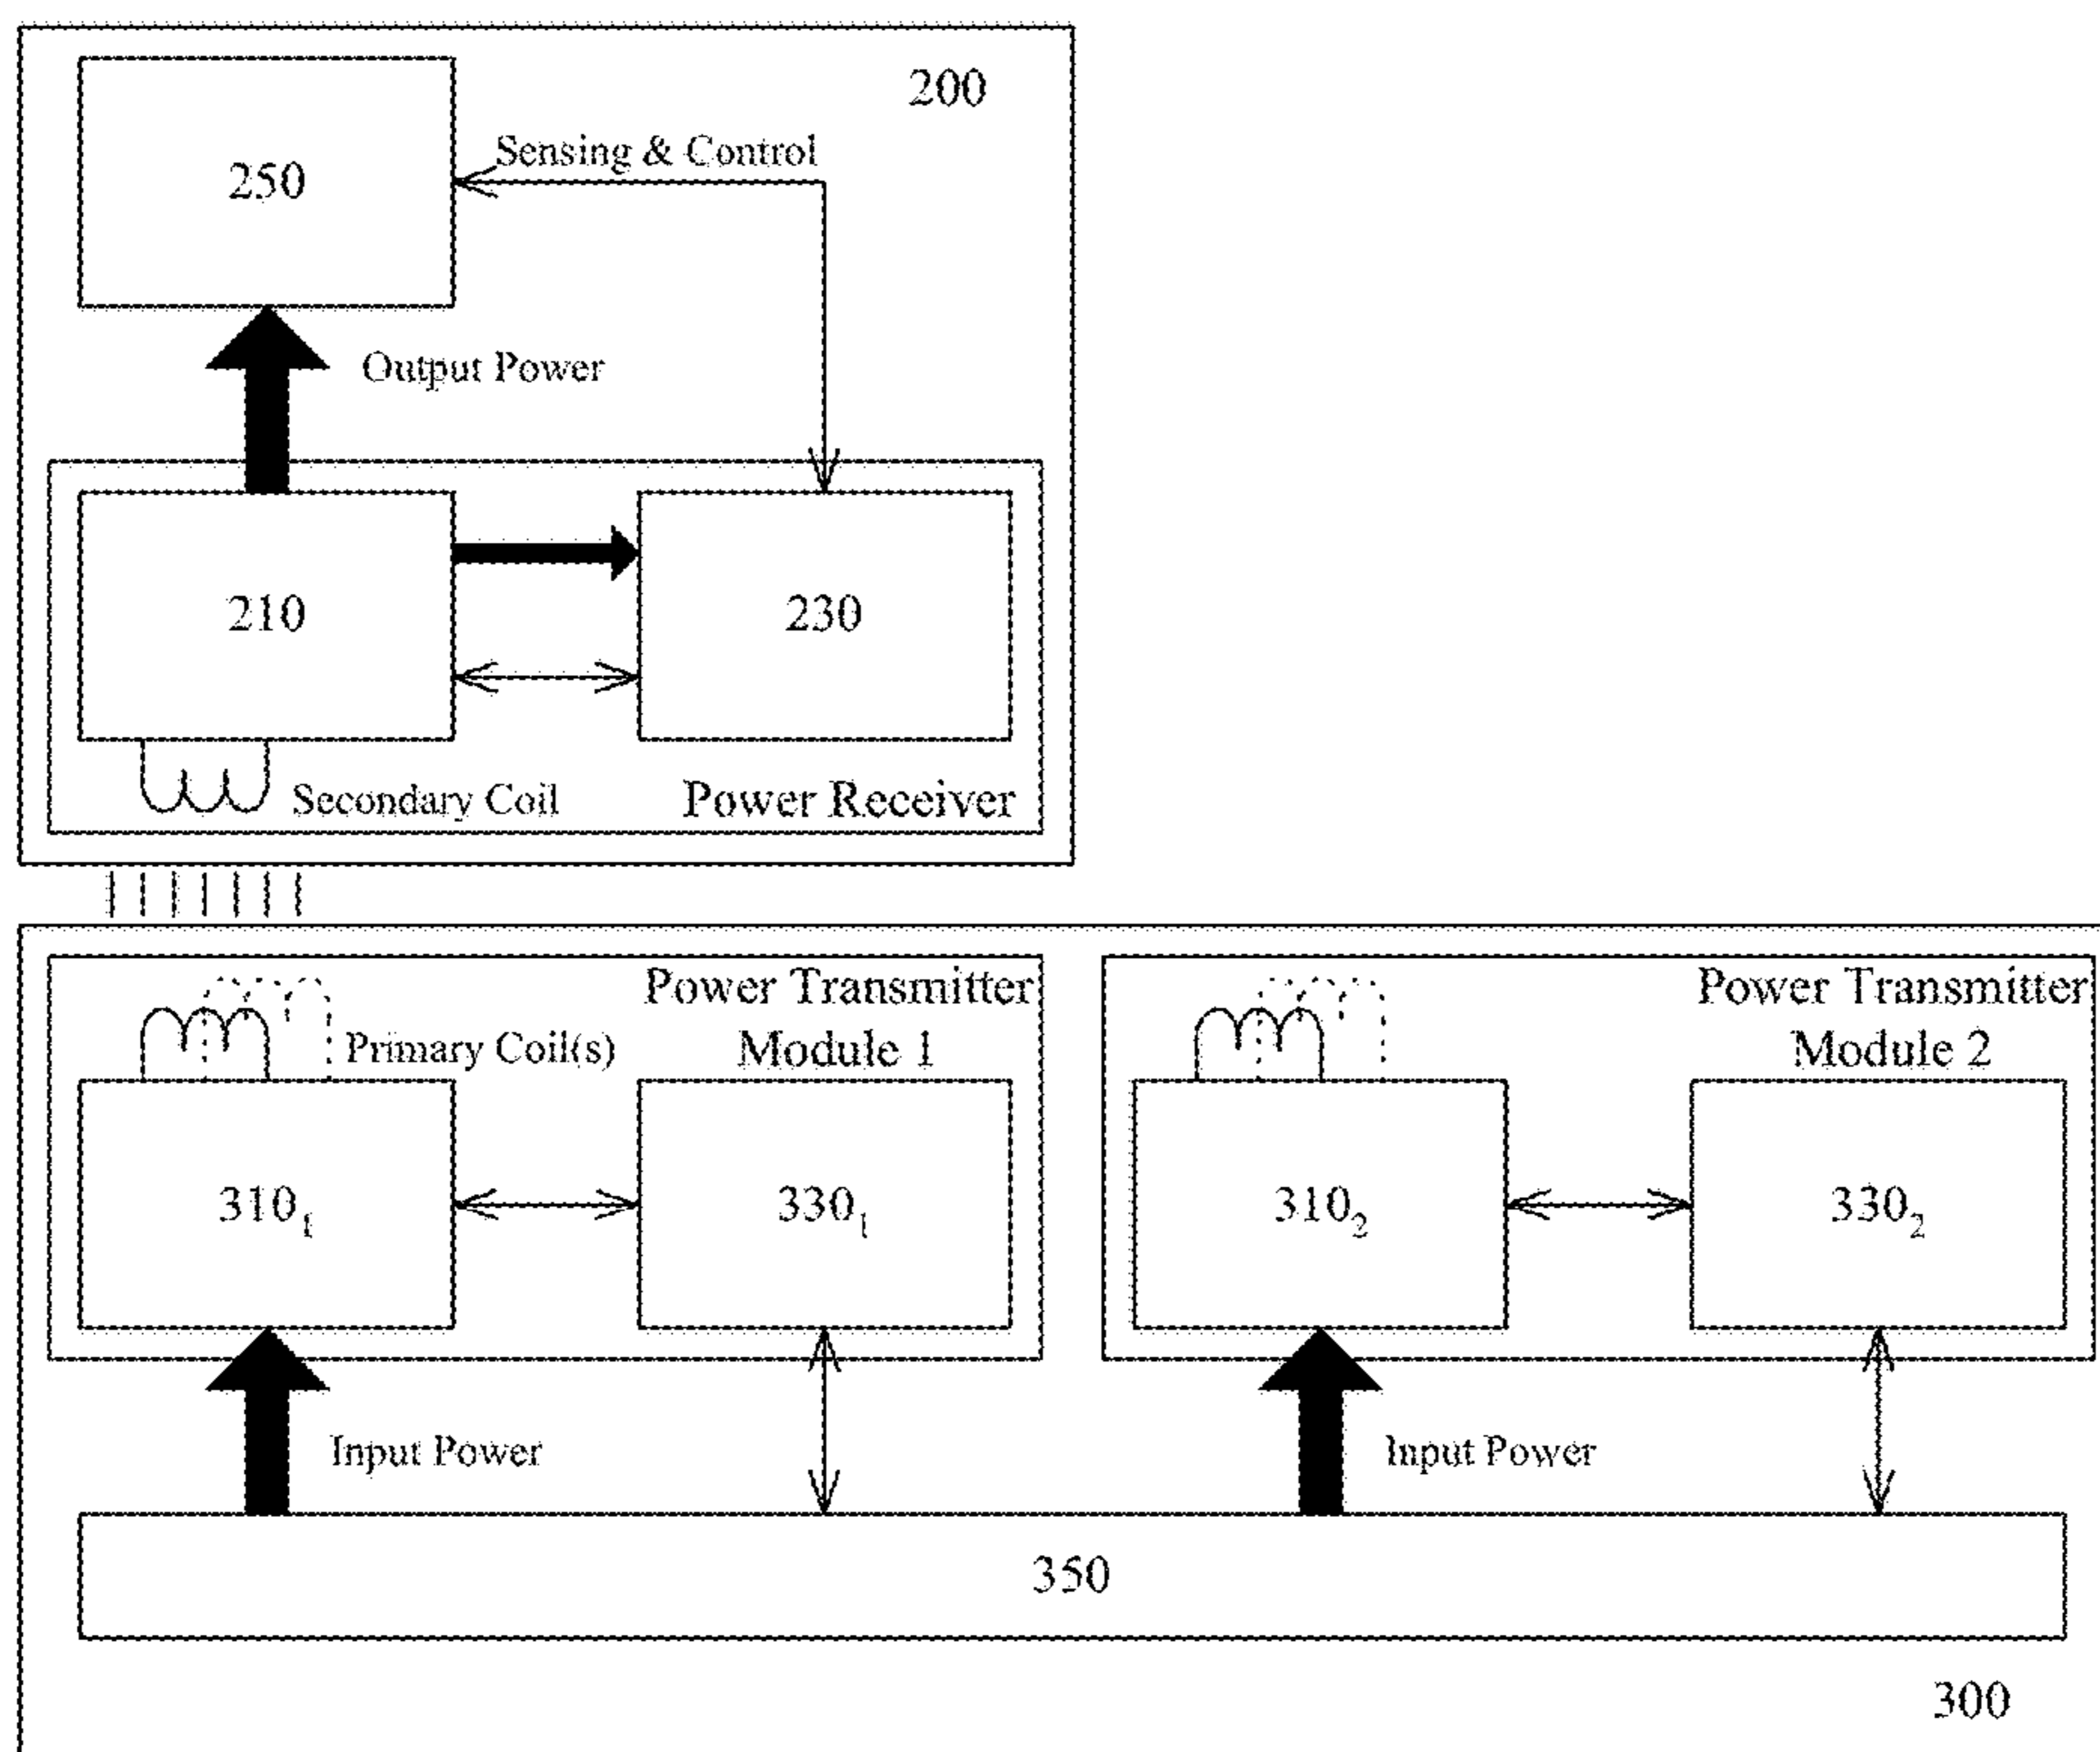 200
Sensing & Control
250
Output Power
210
230
Secondary Coil
Power Receiver
Power Transmitter
Module 1
Primary Coil(s)
310₁
330₁
Power Transmitter
Module 2
310₂
330₂
Input Power
Input Power
350
300